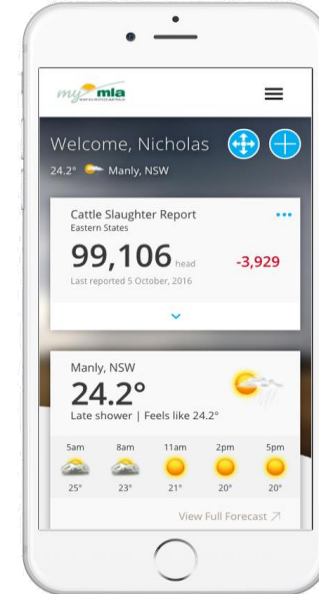 my mla
Welcome, Nicholas
24.2° Manly, NSW
Cattle Slaughter Report
Eastern States
99,106 head -3,929
Last reported 5 October, 2016
Manly, NSW
24.2°
Late shower | Feels like 24.2°
5am 8am 11am 2pm 5pm
25° 23° 21° 20° 20°
View Full Forecast